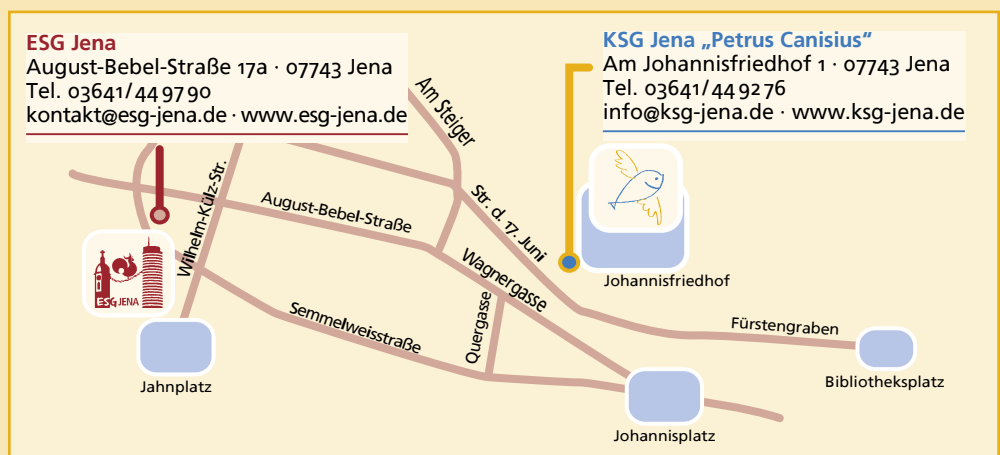 ESG Jena
August-Bebel-Straße 17a · 07743 Jena
Tel. 03641/449790
kontakt@esg-jena.de · www.esg-jena.de
KSG Jena „Petrus Canisius“
Am Johannisfriedhof 1 · 07743 Jena
Tel. 03641/449276
info@ksg-jena.de · www.ksg-jena.de
Am Steiger
Wilhelm-Külz-Str.
August-Bebel-Straße
Str. d. 17. Juni
Wagnergasse
Johannisfriedhof
ESG JENA
Semmelweisstraße
Quergasse
Fürstengraben
Jahnplatz
Bibliotheksplatz
Johannisplatz